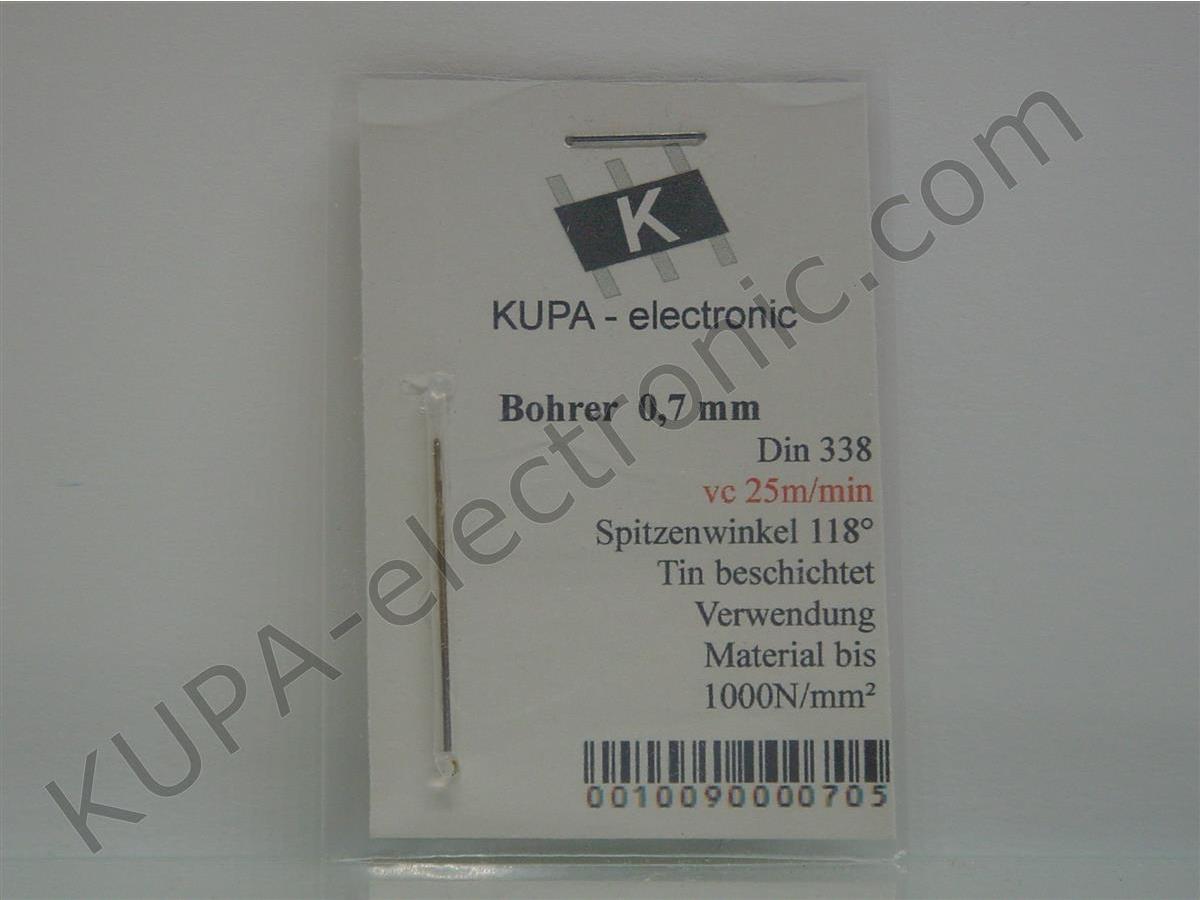 K
KUPA - electronic
Bohrer 0,7 mm
Din 338
vc 25m/min
Spitzenwinkel 118°
Tin beschichtet
Verwendung
Material bis
1000N/mm²
0010090000705
KUPA-electronic.com